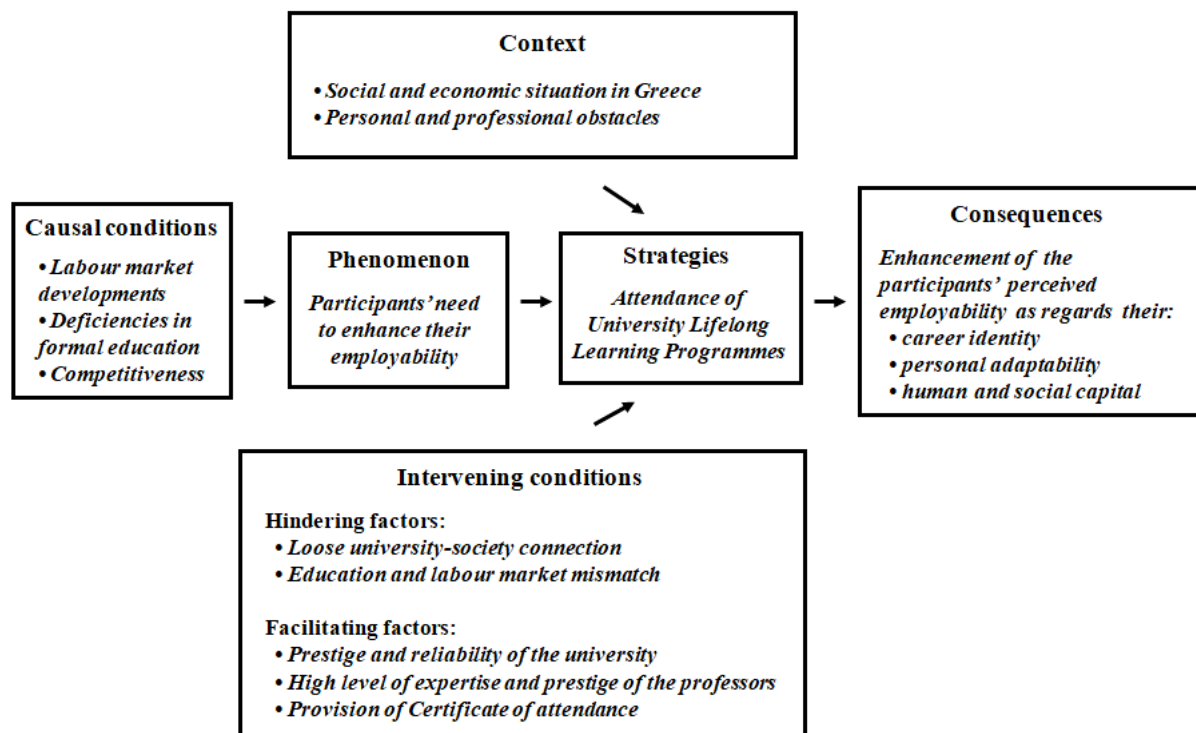 Context
• Social and economic situation in Greece
• Personal and professional obstacles
Causal conditions
• Labour market
developments
• Deficiencies in
formal education
• Competitiveness
Phenomenon
Participants’ need
to enhance their
employability
Strategies
Attendance of
University Lifelong
Learning Programmes
Consequences
Enhancement of the
participants’ perceived
employability as regards their:
• career identity
• personal adaptability
• human and social capital
Intervening conditions
Hindering factors:
• Loose university-society connection
• Education and labour market mismatch
Facilitating factors:
• Prestige and reliability of the university
• High level of expertise and prestige of the professors
• Provision of Certificate of attendance